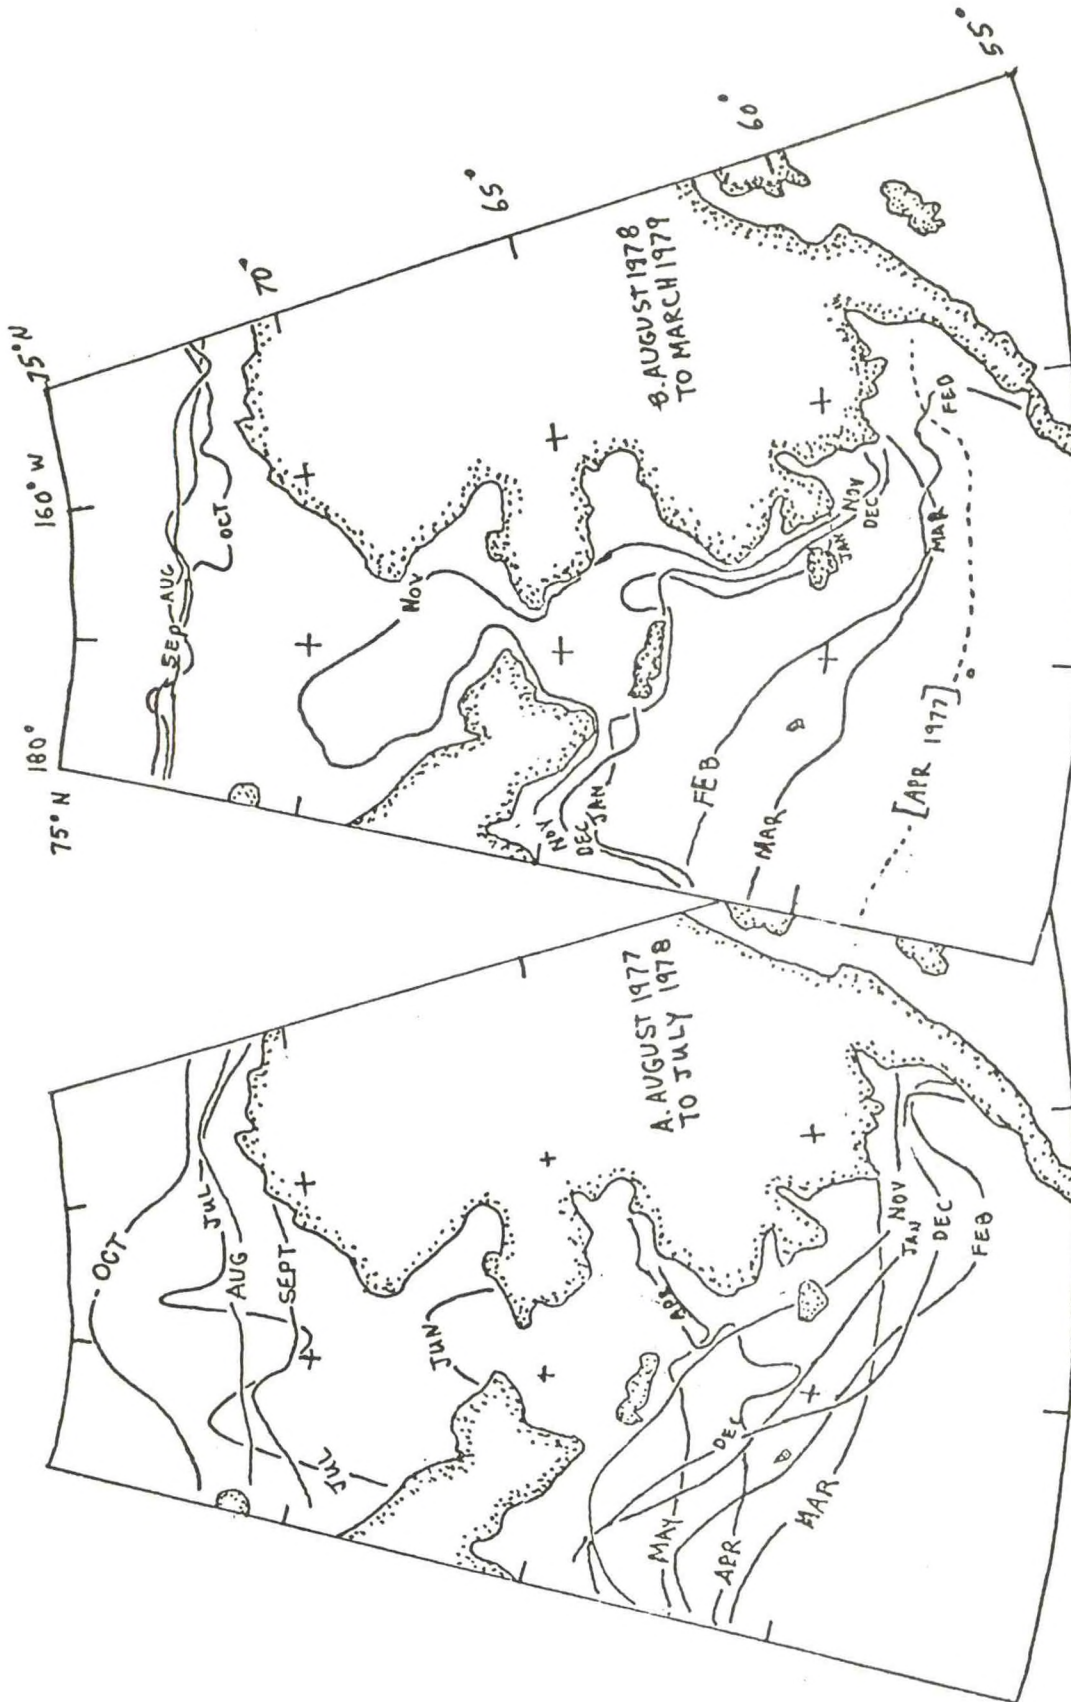 75°N
160° W
180°
75° N
70°
65°
60°
55°
B. AUGUST 1978
TO MARCH 1979
SEP
AUG
OCT
NOV
NOV
DEC
JAN
NOV
DEC
JAN
FEB
MAR
FED
MAR
[APR 1977]
A. AUGUST 1977
TO JULY 1978
OCT
JUL
AUG
SEPT
JUL
JUN
APR
DEC
MAY
APR
MAR
NOV
JAN
DEC
FEB